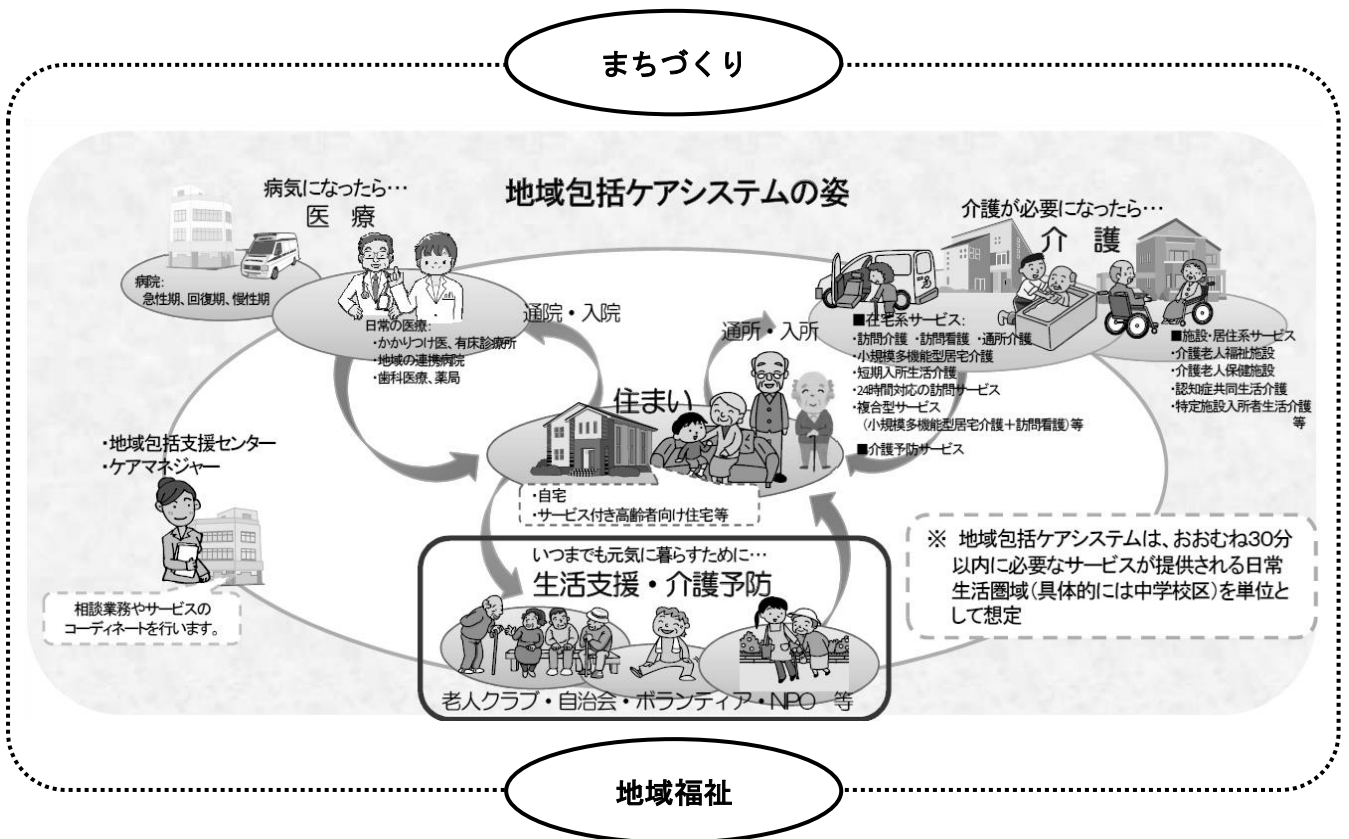 まちづくり
地域包括ケアシステムの姿
病気になったら…
医 療
病院:
急性期、回復期、慢性期
日常の医療:
・かかりつけ医、有床診療所
・地域の連携病院
・歯科医療、薬局
通院・入院
通所・入所
介護が必要になったら…
介 護
■在宅系サービス:
・訪問介護 ・訪問看護 ・通所介護
・小規模多機能型居宅介護
・短期入所生活介護
・24時間対応の訪問サービス
・複合型サービス
(小規模多機能型居宅介護+訪問看護)等
■介護予防サービス
■施設・居住系サービス
・介護老人福祉施設
・介護老人保健施設
・認知症共同生活介護
・特定施設入所者生活介護
等
住まい
・自宅
・サービス付き高齢者向け住宅等
・地域包括支援センター
・ケアマネジャー
相談業務やサービスの
コーディネートを行います。
いつまでも元気に暮らすために…
生活支援・介護予防
老人クラブ・自治会・ボランティア・NPO 等
※ 地域包括ケアシステムは、おおむね30分
以内に必要なサービスが提供される日常
生活圏域(具体的には中学校区)を単位と
して想定
地域福祉